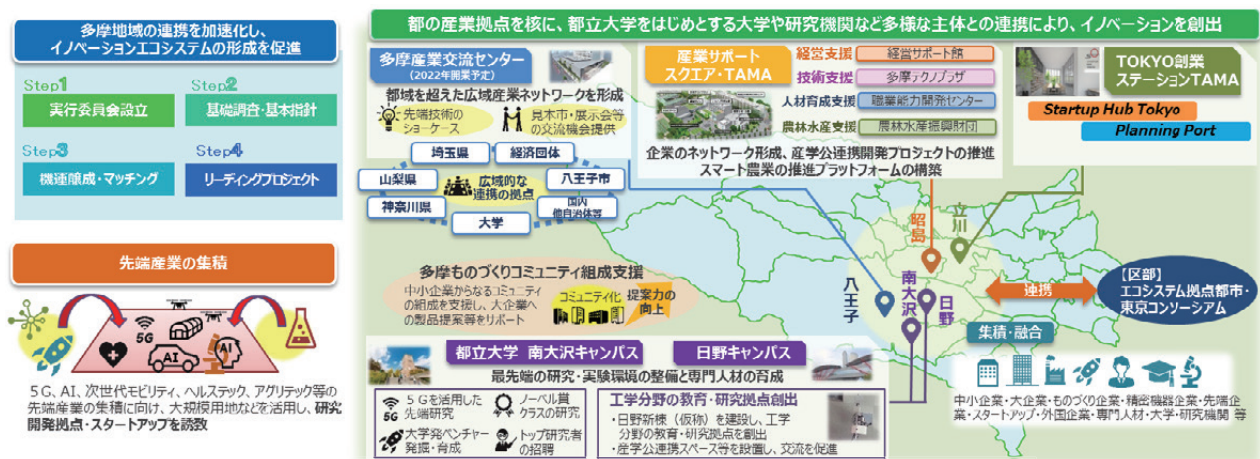 多摩地域の連携を加速化し、
イノベーションエコシステムの形成を促進
Step1
実行委員会設立
Step2
基礎調査・基本指針
Step3
機運醸成・マッチング
Step4
リーディングプロジェクト
先端産業の集積
5G
AI
AI
５G、AI、次世代モビリティ、ヘルステック、アグリテック等の
先端産業の集積に向け、大規模用地などを活用し、研究
開発拠点・スタートアップを誘致
都の産業拠点を核に、都立大学をはじめとする大学や研究機関など多様な主体との連携により、イノベーションを創出
多摩産業交流センター
（2022年開業予定）
都域を超えた広域産業ネットワークを形成
先端技術の
ショーケース
見本市・展示会等
の交流機会提供
埼玉県
経済団体
山梨県
広域的な
連携の拠点
八王子市
神奈川県
大学
国内
他自治体等
産業サポート
スクエア・TAMA
経営支援
経営サポート館
技術支援
多摩テクノプラザ
人材育成支援
職業能力開発センター
農林水産支援
農林水産振興財団
企業のネットワーク形成、産学公連携開発プロジェクトの推進
スマート農業の推進プラットフォームの構築
TOKYO創業
ステーションTAMA
Startup Hub Tokyo
Planning Port
立川
昭島
八王子
南大沢
日野
多摩ものづくりコミュニティ組成支援
中小企業からなるコミュニティ
の組成を支援し、大企業へ
の製品提案等をリポート
コミュニティ化
提案力の
向上
連携
【区部】
エコシステム拠点都市・
東京コンソーシアム
集積・融合
中小企業・大企業・ものづくり企業・精密機器企業・先端企
業・スタートアップ・外国企業・専門人材・大学・研究機関 等
都立大学 南大沢キャンパス
日野キャンパス
最先端の研究・実験環境の整備と専門人材の育成
5G
５Gを活用した
先端研究
ノーベル賞
クラスの研究
大学発ベンチャー
発掘・育成
トップ研究者
の招聘
工学分野の教育・研究拠点創出
・日野新棟（仮称）を建設し、工学
分野の教育・研究拠点を創出
・産学公連携スペース等を設置し、交流を促進